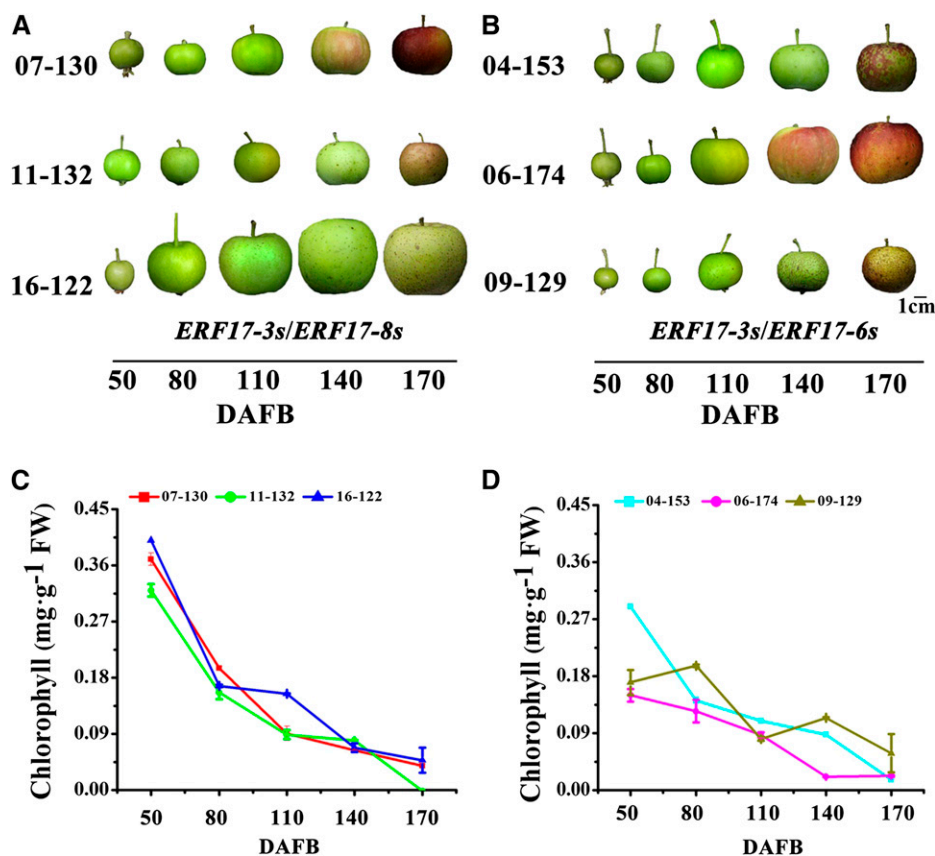 A
07-130
11-132
16-122
ERF17-3s/ERF17-8s
50 80 110 140 170
DAFB
B
04-153
06-174
09-129
1cm
ERF17-3s/ERF17-6s
50 80 110 140 170
DAFB
C
07-130 11-132 16-122
Chlorophyll (mg·g-1 FW)
0.45
0.36
0.27
0.18
0.09
0.00
50 80 110 140 170
DAFB
D
04-153 06-174 09-129
Chlorophyll (mg·g-1 FW)
0.45
0.36
0.27
0.18
0.09
0.00
50 80 110 140 170
DAFB